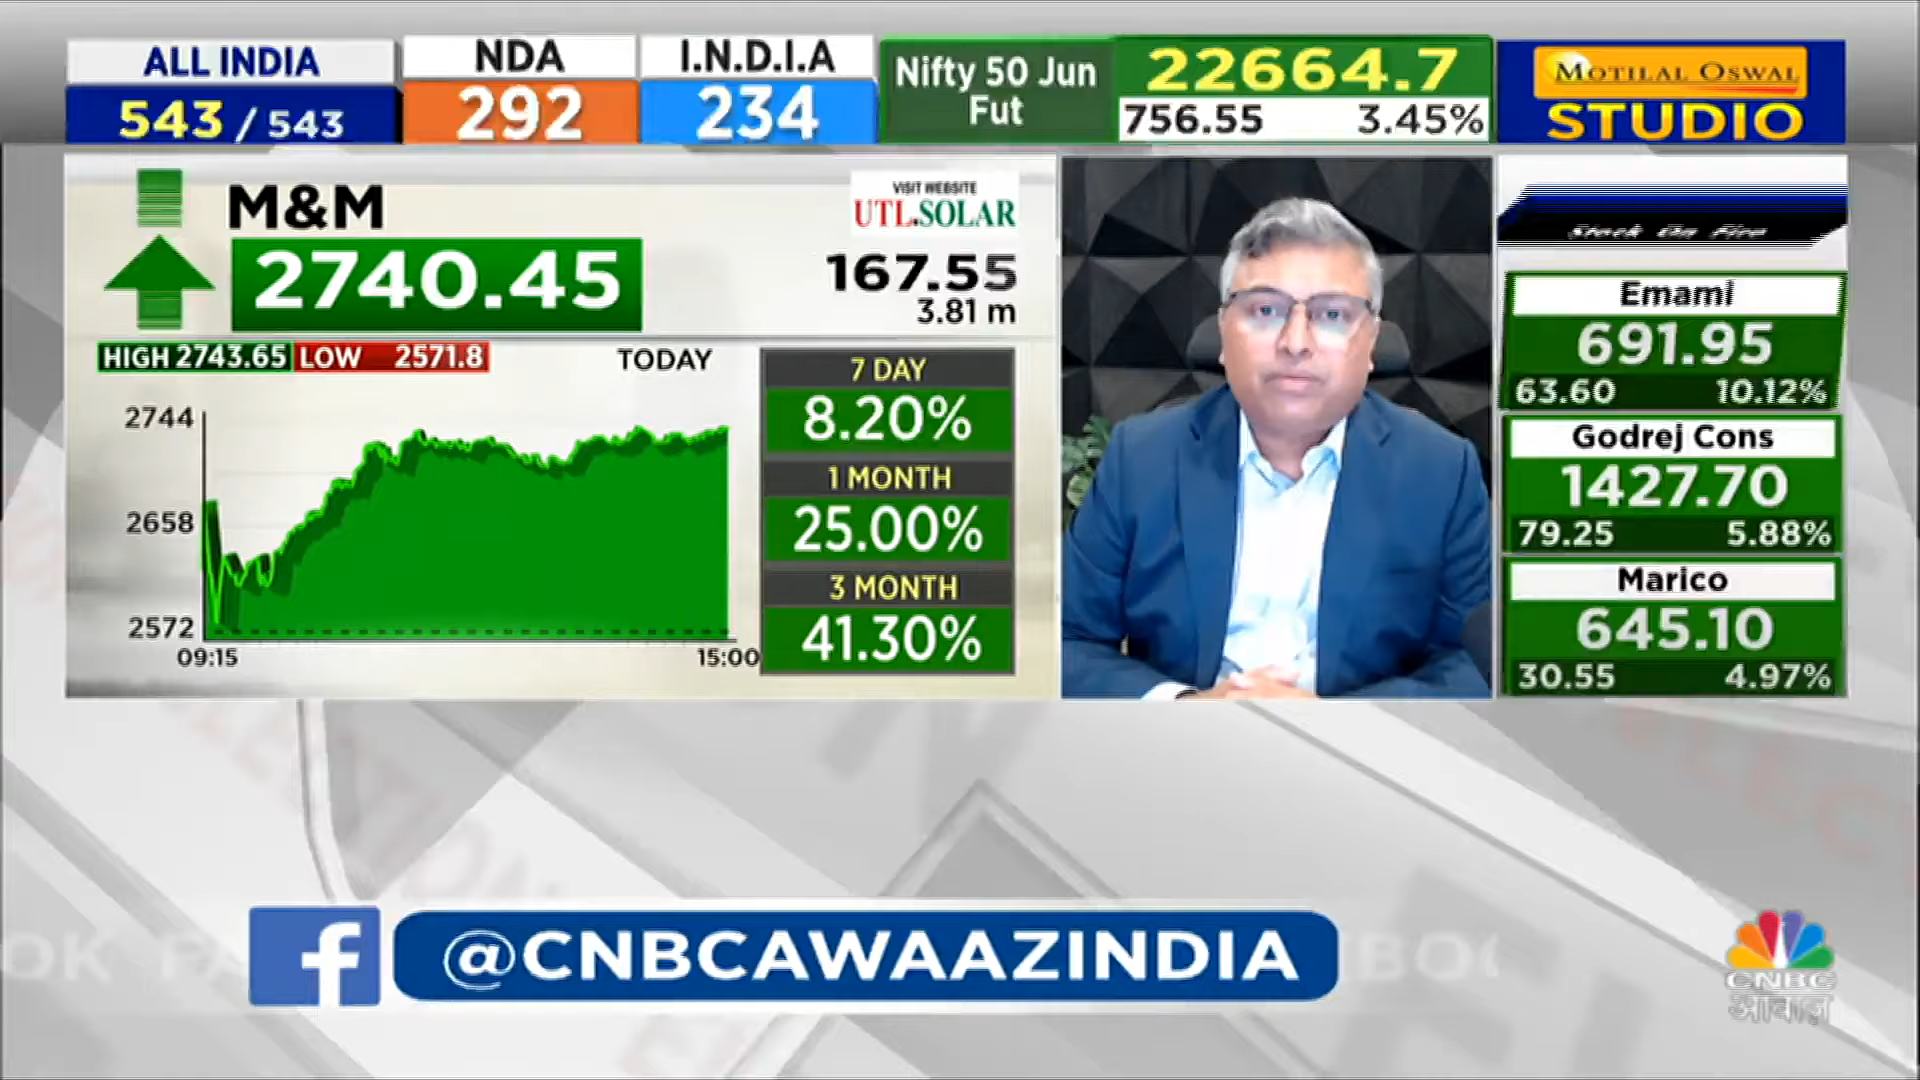 ALL INDIA
543 / 543
NDA
292
I.N.D.I.A
234
Nifty 50 Jun
Fut
22664.7
756.55 3.45%
MOTILAL OSWAL
STUDIO
M&M
2740.45
VISIT WEBSITE
UTL.SOLAR
167.55
3.81 m
HIGH 2743.65 LOW 2571.8
TODAY
2744
2658
2572
09:15 15:00
7 DAY
8.20%
1 MONTH
25.00%
3 MONTH
41.30%
Stock On Fire
Emami
691.95
63.60 10.12%
Godrej Cons
1427.70
79.25 5.88%
Marico
645.10
30.55 4.97%
f @CNBCAWAAZINDIA
CNBC
आवाज़